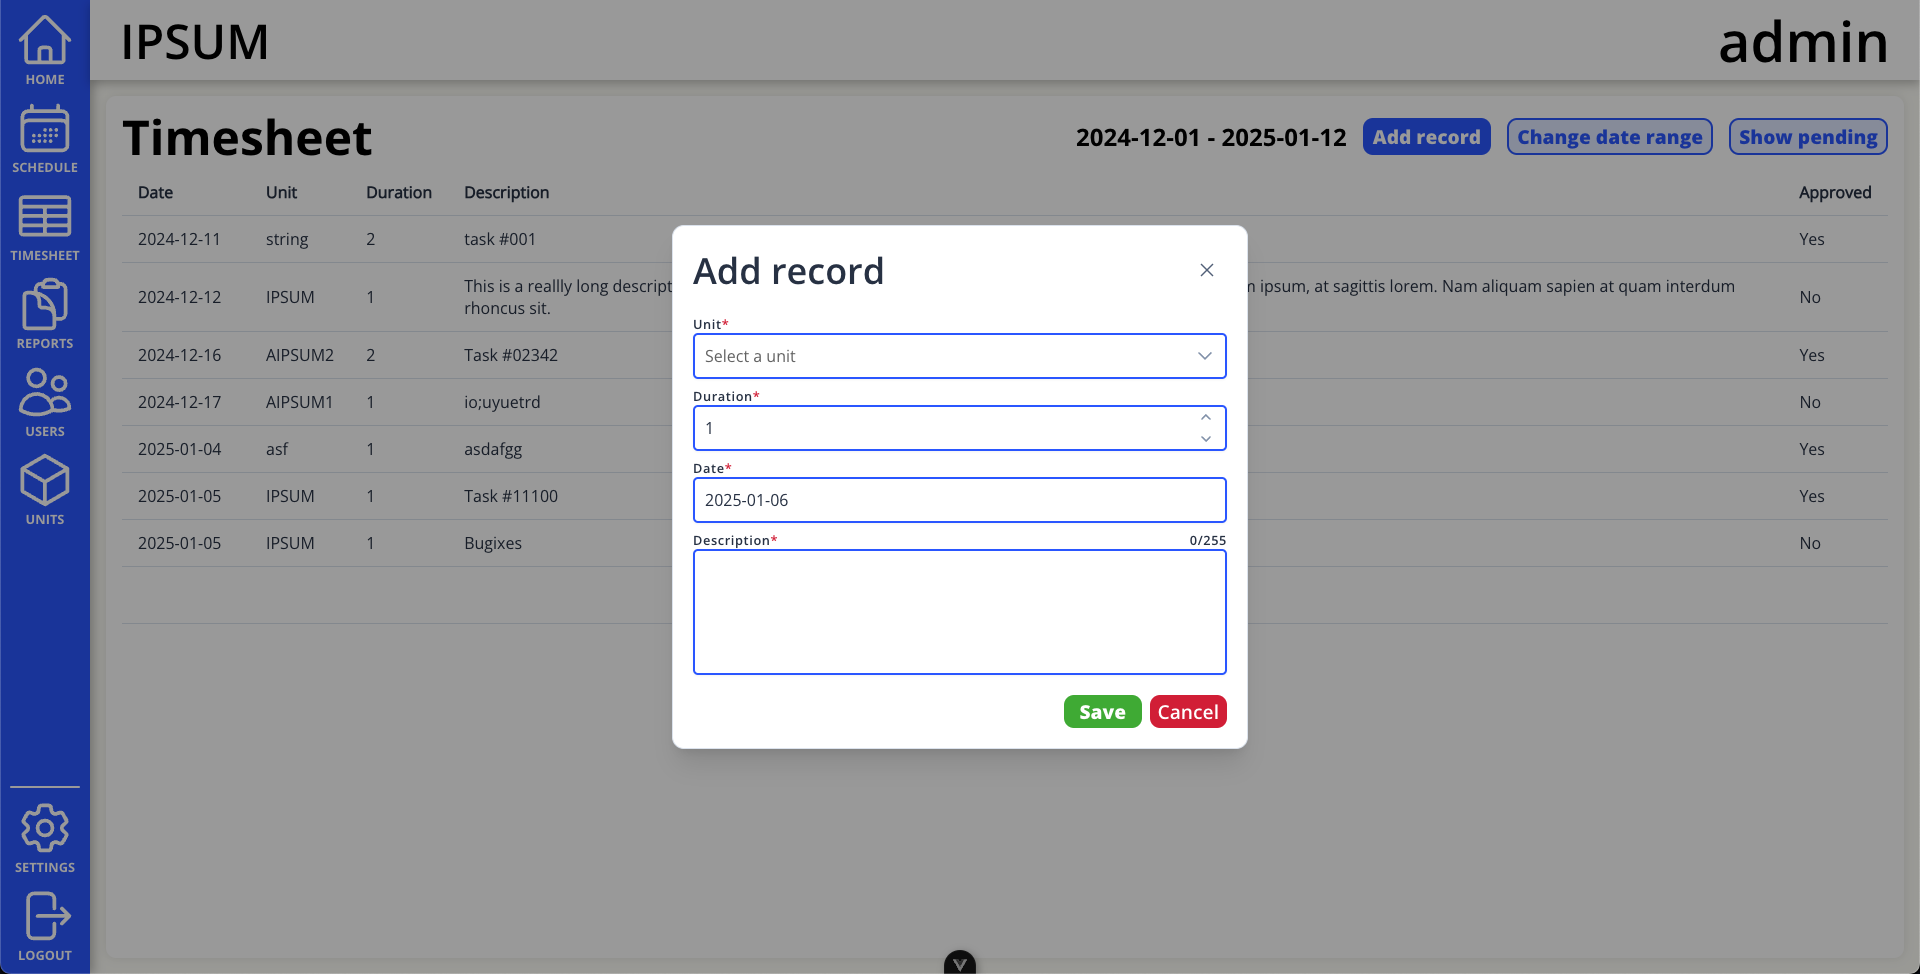 IPSUM
admin
HOME
SCHEDULE
TIMESHEET
REPORTS
USERS
UNITS
SETTINGS
LOGOUT
Timesheet
2024-12-01 - 2025-01-12 Add record Change date range Show pending
Date Unit Duration Description Approved
2024-12-11 string 2 task #001 Yes
2024-12-12 IPSUM 1 This is a reallly long descript ipsum, at sagittis lorem. Nam aliquam sapien at quam interdum No
rhoncus sit.
2024-12-16 AIPSUM2 2 Task #02342 Yes
2024-12-17 AIPSUM1 1 io;uyuetrd No
2025-01-04 asf 1 asdafgg Yes
2025-01-05 IPSUM 1 Task #11100 Yes
2025-01-05 IPSUM 1 Bugixes No
Add record
Unit*
Select a unit
Duration*
1
Date*
2025-01-06
Description* 0/255
Save Cancel